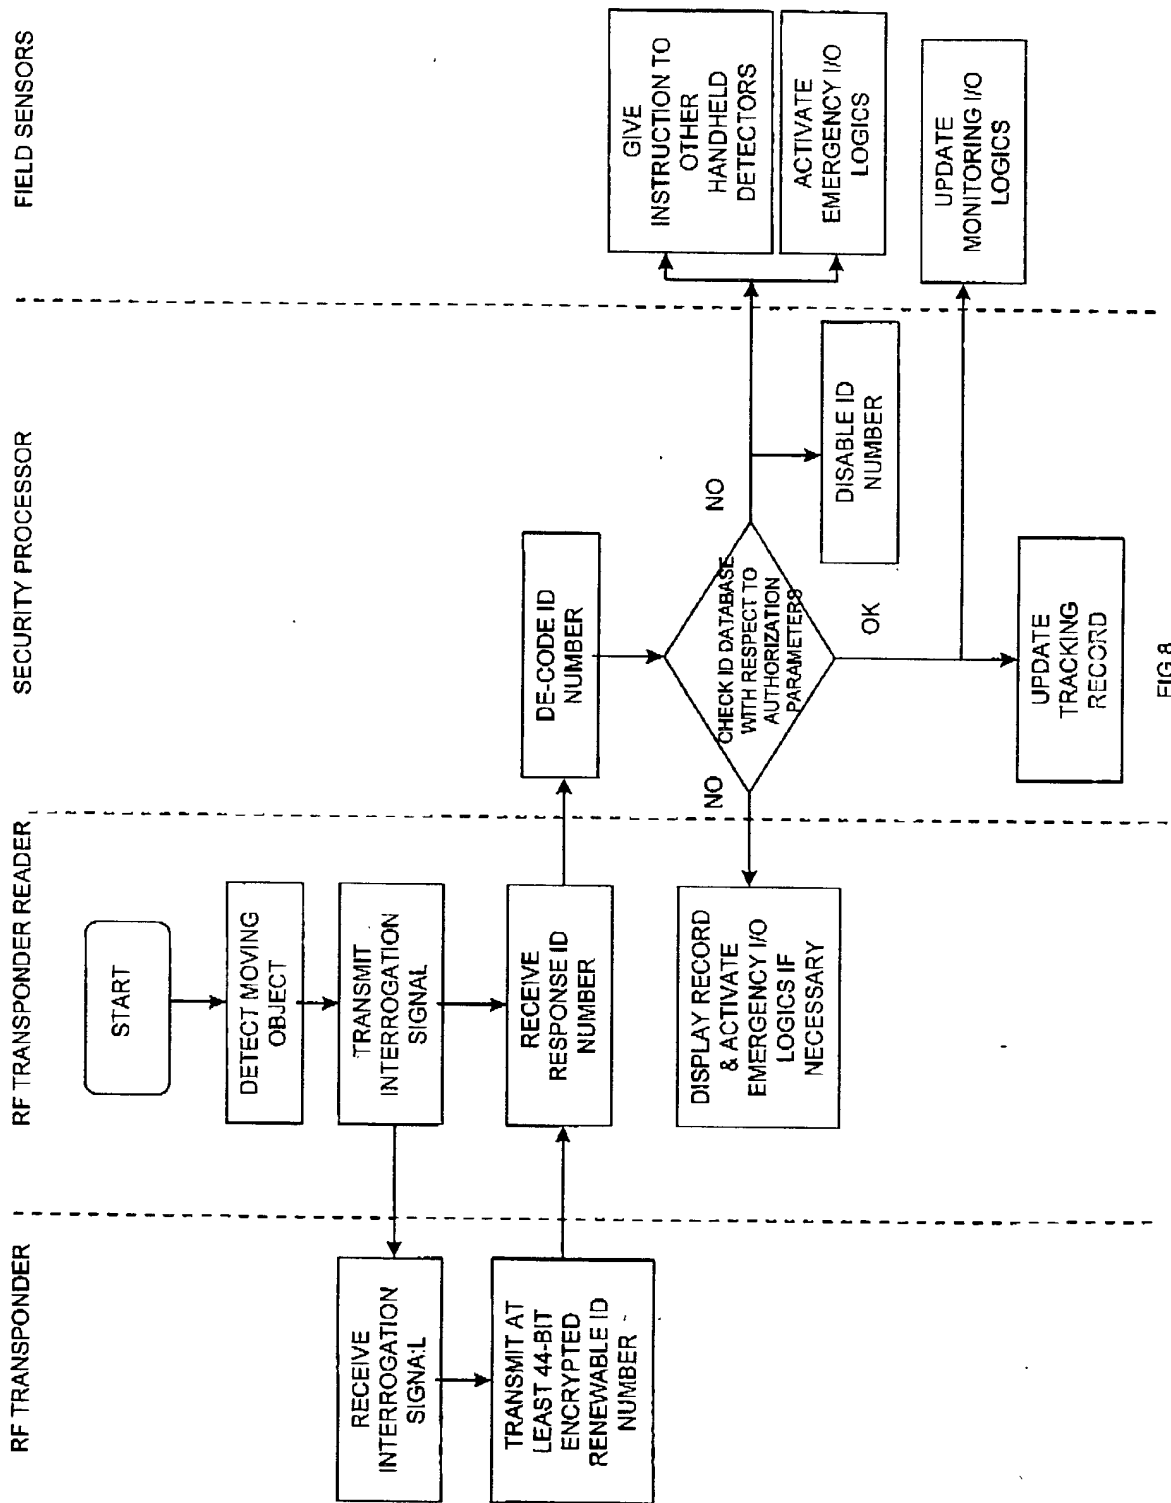 RF TRANSPONDER
RF TRANSPONDER READER
SECURITY PROCESSOR
FIELD SENSORS
START
DETECT MOVING
OBJECT
TRANSMIT
INTERROGATION
SIGNAL
RECEIVE
INTERROGATION
SIGNAL
TRANSMIT AT
LEAST 44-BIT
ENCRYPTED
RENEWABLE ID
NUMBER
RECEIVE
RESPONSE ID
NUMBER
DE-CODE ID
NUMBER
CHECK ID DATABASE
WITH RESPECT TO
AUTHORIZATION
PARAMETERS
NO
NO
OK
DISPLAY RECORD
& ACTIVATE
EMERGENCY I/O
LOGICS IF
NECESSARY
DISABLE ID
NUMBER
GIVE
INSTRUCTION TO
OTHER
HANDHELD
DETECTORS
ACTIVATE
EMERGENCY I/O
LOGICS
UPDATE
MONITORING I/O
LOGICS
UPDATE
TRACKING
RECORD
FIG.8